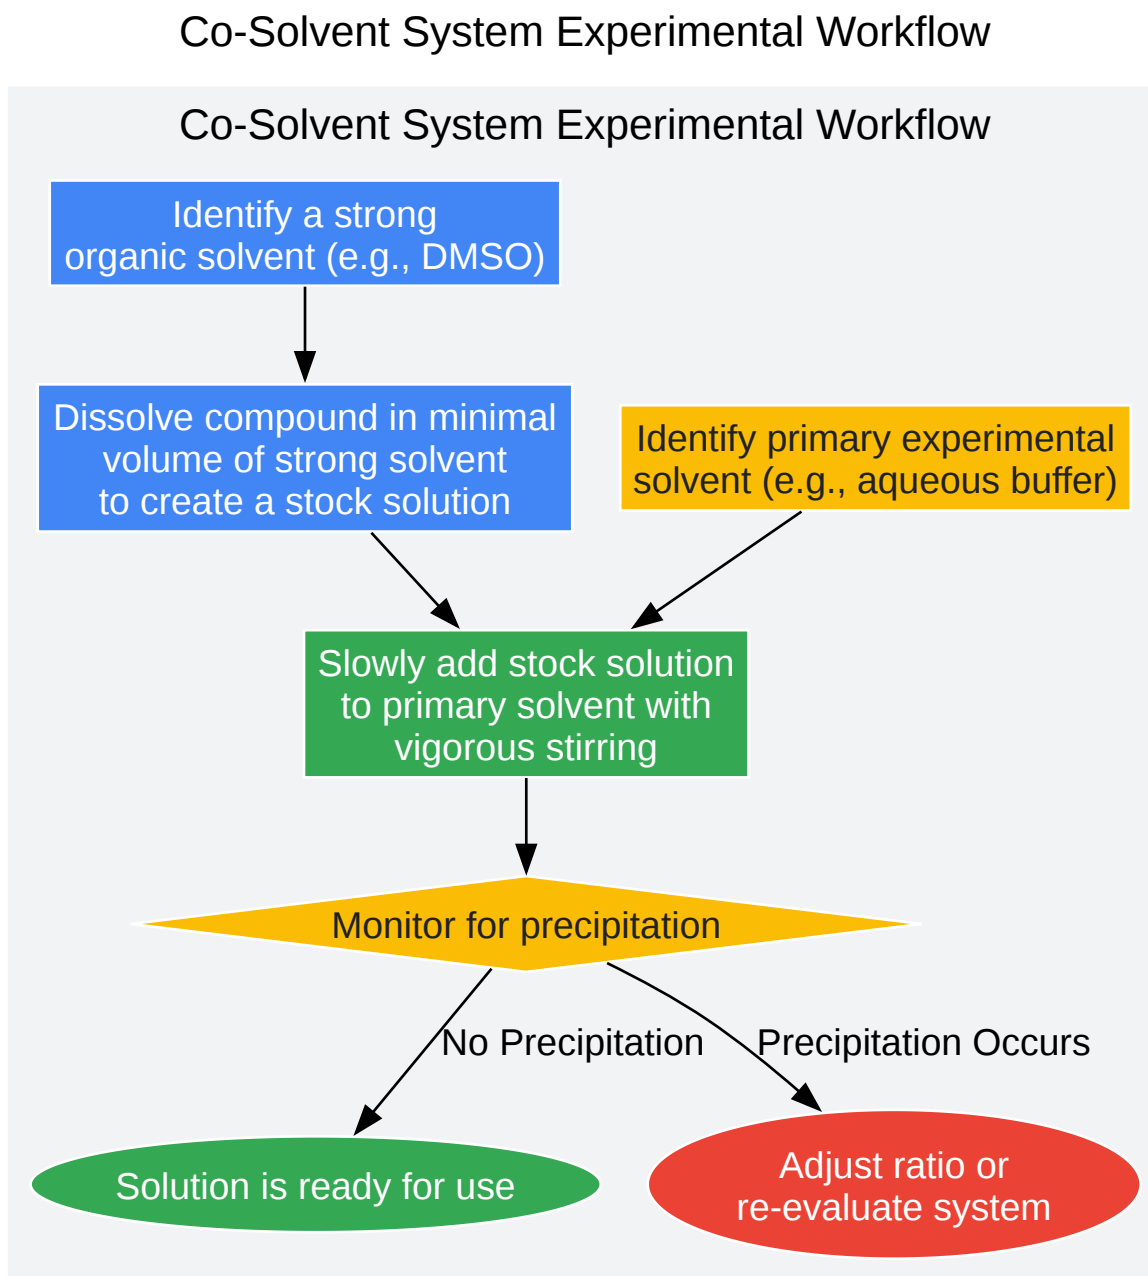 Co-Solvent System Experimental Workflow
Co-Solvent System Experimental Workflow
Identify a strong
organic solvent (e.g., DMSO)
Dissolve compound in minimal
volume of strong solvent
to create a stock solution
Identify primary experimental
solvent (e.g., aqueous buffer)
Slowly add stock solution
to primary solvent with
vigorous stirring
Monitor for precipitation
No Precipitation
Precipitation Occurs
Solution is ready for use
Adjust ratio or
re-evaluate system